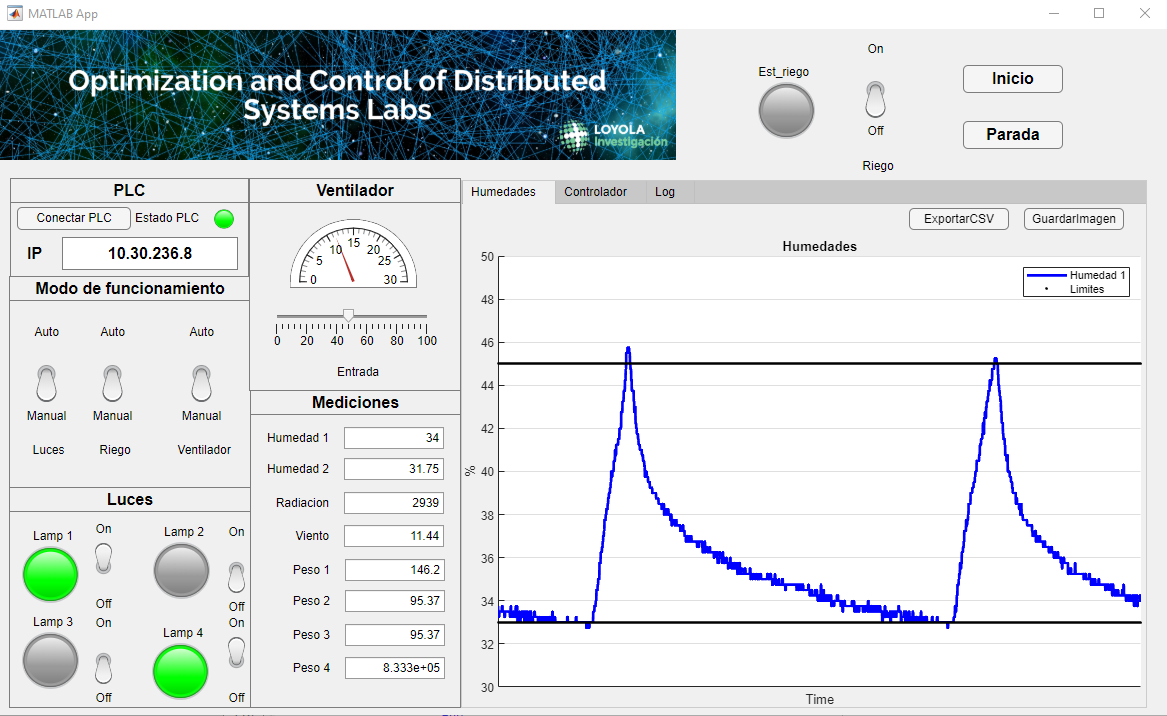 MATLAB App
Optimization and Control of Distributed
Systems Labs
LOYOLA
Investigación
Est_riego
On
Off
Riego
Inicio
Parada
PLC
Conectar PLC
Estado PLC
IP
10.30.236.8
Modo de funcionamiento
Auto
Auto
Auto
Manual
Manual
Manual
Luces
Riego
Ventilador
Luces
Lamp 1
On
Off
Lamp 2
On
Off
Lamp 3
On
Off
Lamp 4
On
Off
Ventilador
0
5
10
15
20
25
30
0 20 40 60 80 100
Entrada
Mediciones
Humedad 1 34
Humedad 2 31.75
Radiacion 2939
Viento 11.44
Peso 1 146.2
Peso 2 95.37
Peso 3 95.37
Peso 4 8.333e+05
Humedades Controlador Log
ExportarCSV
GuardarImagen
Humedades
Humedad 1
Limites
50
48
46
44
42
40
38
36
34
32
30
%
Time